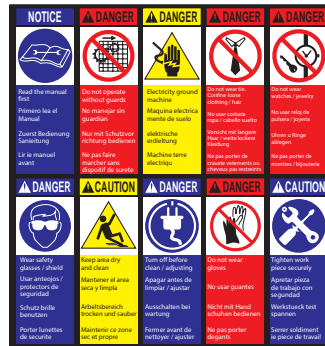 NOTICE
Read the manual
first
Primero lea el
Manual
Zuerst Bedienung
Sanieitung
Lir ie manuel
avant
DANGER
Do not operate
without guards
No manejar sin
guardian
Nur mit Schutzvor
richtung bedienen
Ne pas faire
marcher sans
dispositif de surete
DANGER
Electricity ground
machine
Maquina electrica
mente de suelo
elektrische
erdieltung
Machine terre
electriqu
DANGER
Do not wear tie.
Confine loose
clothing / hair
No usar corbata
ropa / cabello suelto
Vorsicht mit langem
Haar / weite lockere
Kleidung
Ne pas porter de
cravate vetements ou
cheveux pas restreints
DANGER
Do not wear
watches / jewelry
No usar reloj de
pulsera / joyeria
Uhren u Ringe
ablegen
Ne pas porter de
montres / bijouterie
DANGER
Wear safety
glasses / shield
Usar anteojos /
protectors de
seguridad
Schutz brille
benutzen
Porter lunettes
de securite
CAUTION
Keep area dry
and clean
Mantener el area
seca y limpia
Arbeitsbereich
trocken und sauber
Maintenir ce zone
sec et propre
DANGER
Turn off before
clean / adjusting
Apagar antes de
limpiar / ajustar
Ausschalten bei
wartung
Fermer avant de
nettoyer / ajuster
DANGER
Do not wear
gloves
No usar guantes
Nicht mit Hand
schuhen bedienen
Ne pas porter
degants
CAUTION
Tighten work
piece securely
Apretar pieza
de trabajo con
segundad
Werkstueck test
spannen
Serrer soldiment
le piece de travail